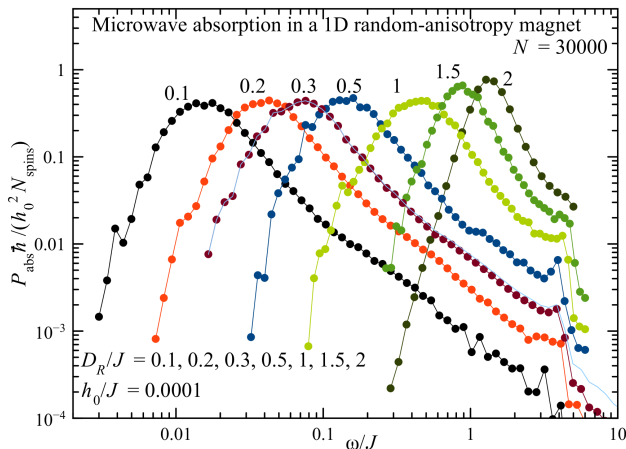 Microwave absorption in a 1D random-anisotropy magnet
N = 30000
0.1 0.2 0.3 0.5 1 1.5 2
P_abs ħ/(h_0^2 N_spins)
1
0.1
0.01
10^-3
10^-4
D_R/J = 0.1, 0.2, 0.3, 0.5, 1, 1.5, 2
h_0/J = 0.0001
0.01 0.1 1 10
ω/J